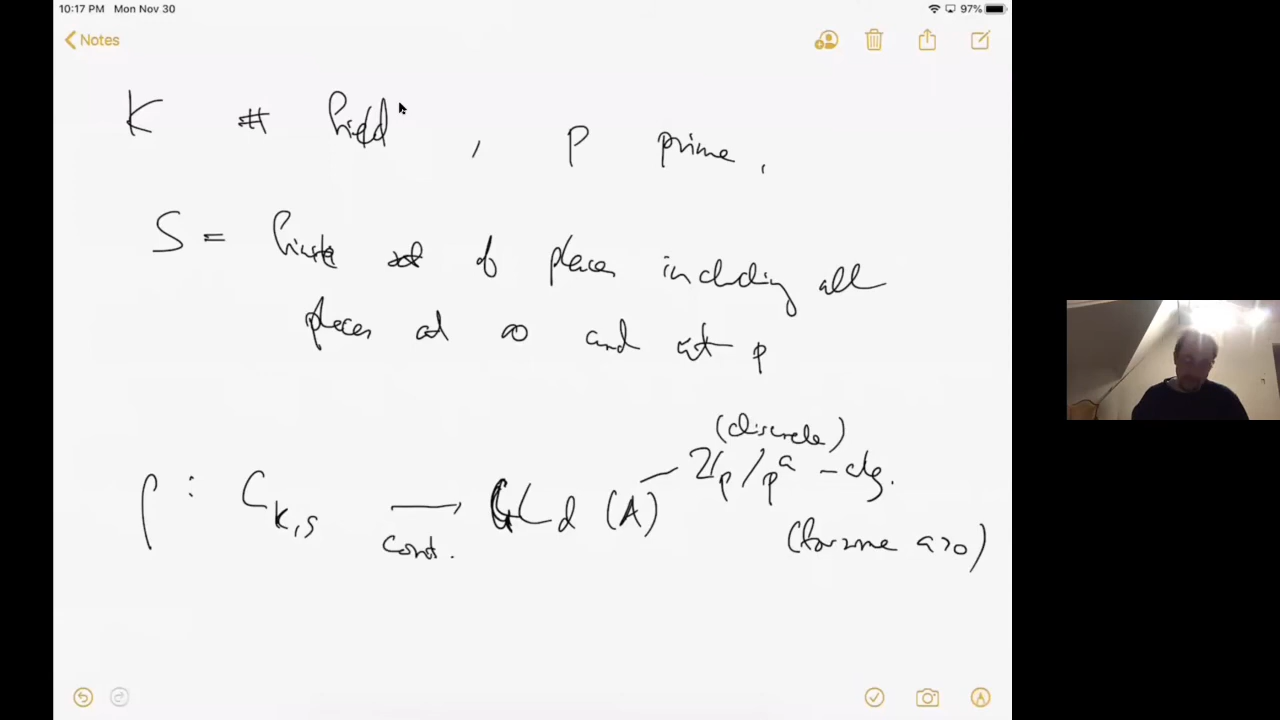 10:17 PM Mon Nov 30
97%
Notes
K # field , p prime ,
S = finite set of places including all
places at ∞ and at p
(discrete)
ρ : G_{K,S} ⟶ GL_d (A) — ℤ_p/p^a -alg.
cont.
(for some a>0)